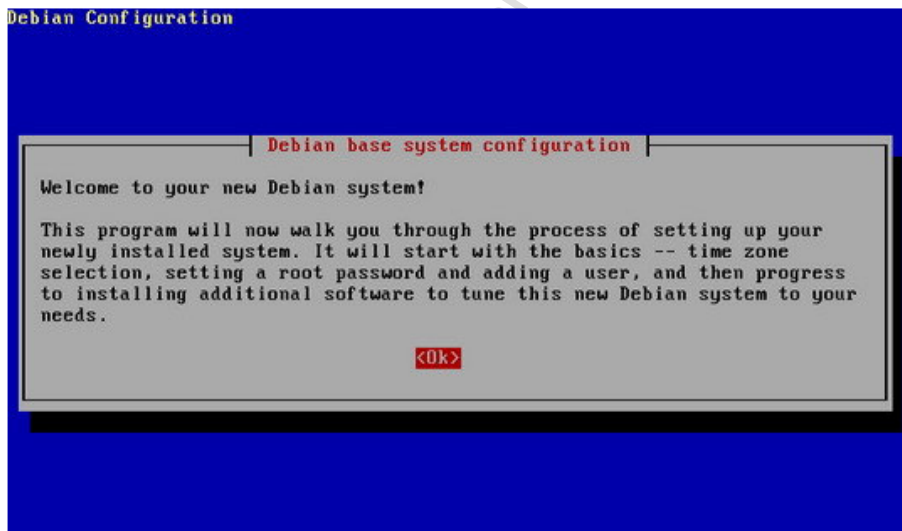 Debian Configuration
Debian base system configuration
Welcome to your new Debian system!
This program will now walk you through the process of setting up your
newly installed system. It will start with the basics -- time zone
selection, setting a root password and adding a user, and then progress
to installing additional software to tune this new Debian system to your
needs.
<Ok>